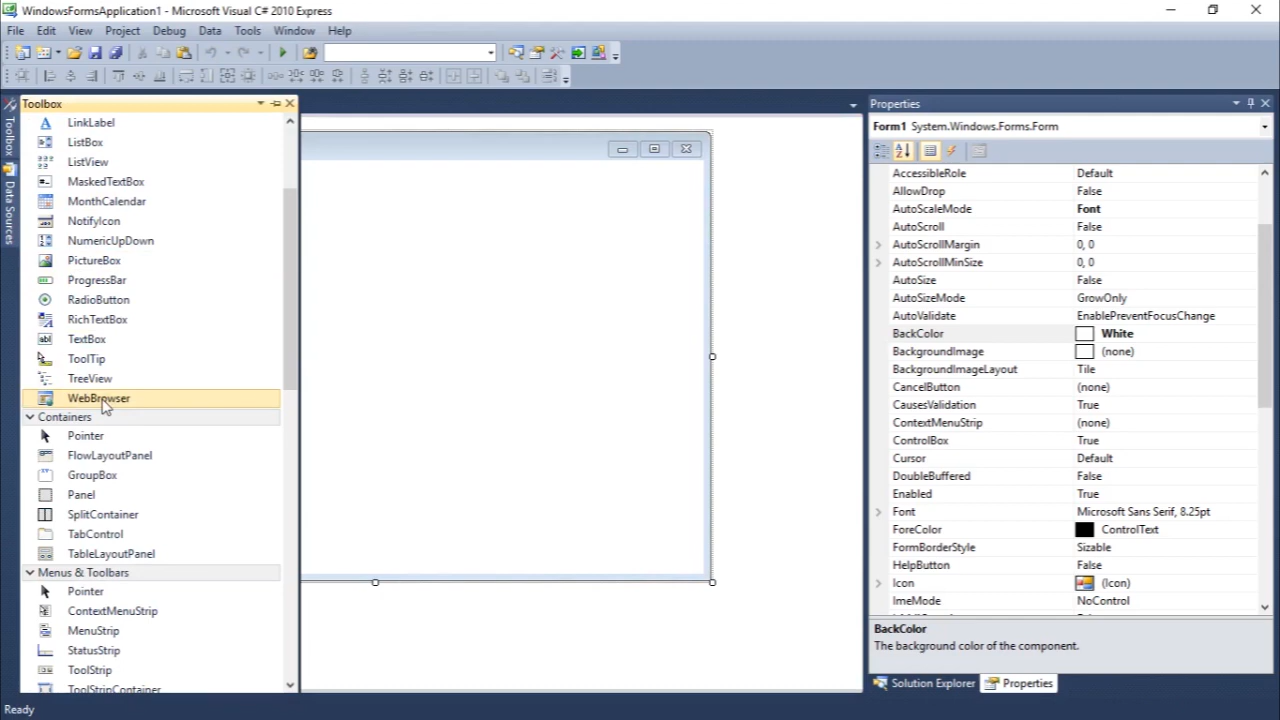 WindowsFormsApplication1 - Microsoft Visual C# 2010 Express
File Edit View Project Debug Data Tools Window Help
Toolbox
Data Sources
Toolbox
LinkLabel
ListBox
ListView
MaskedTextBox
MonthCalendar
NotifyIcon
NumericUpDown
PictureBox
ProgressBar
RadioButton
RichTextBox
TextBox
ToolTip
TreeView
WebBrowser
Containers
Pointer
FlowLayoutPanel
GroupBox
Panel
SplitContainer
TabControl
TableLayoutPanel
Menus & Toolbars
Pointer
ContextMenuStrip
MenuStrip
StatusStrip
ToolStrip
ToolStripContainer
Properties
Form1 System.Windows.Forms.Form
AccessibleRole Default
AllowDrop False
AutoScaleMode Font
AutoScroll False
AutoScrollMargin 0, 0
AutoScrollMinSize 0, 0
AutoSize False
AutoSizeMode GrowOnly
AutoValidate EnablePreventFocusChange
BackColor White
BackgroundImage (none)
BackgroundImageLayout Tile
CancelButton (none)
CausesValidation True
ContextMenuStrip (none)
ControlBox True
Cursor Default
DoubleBuffered False
Enabled True
Font Microsoft Sans Serif, 8.25pt
ForeColor ControlText
FormBorderStyle Sizable
HelpButton False
Icon (Icon)
ImeMode NoControl
BackColor
The background color of the component.
Solution Explorer Properties
Ready